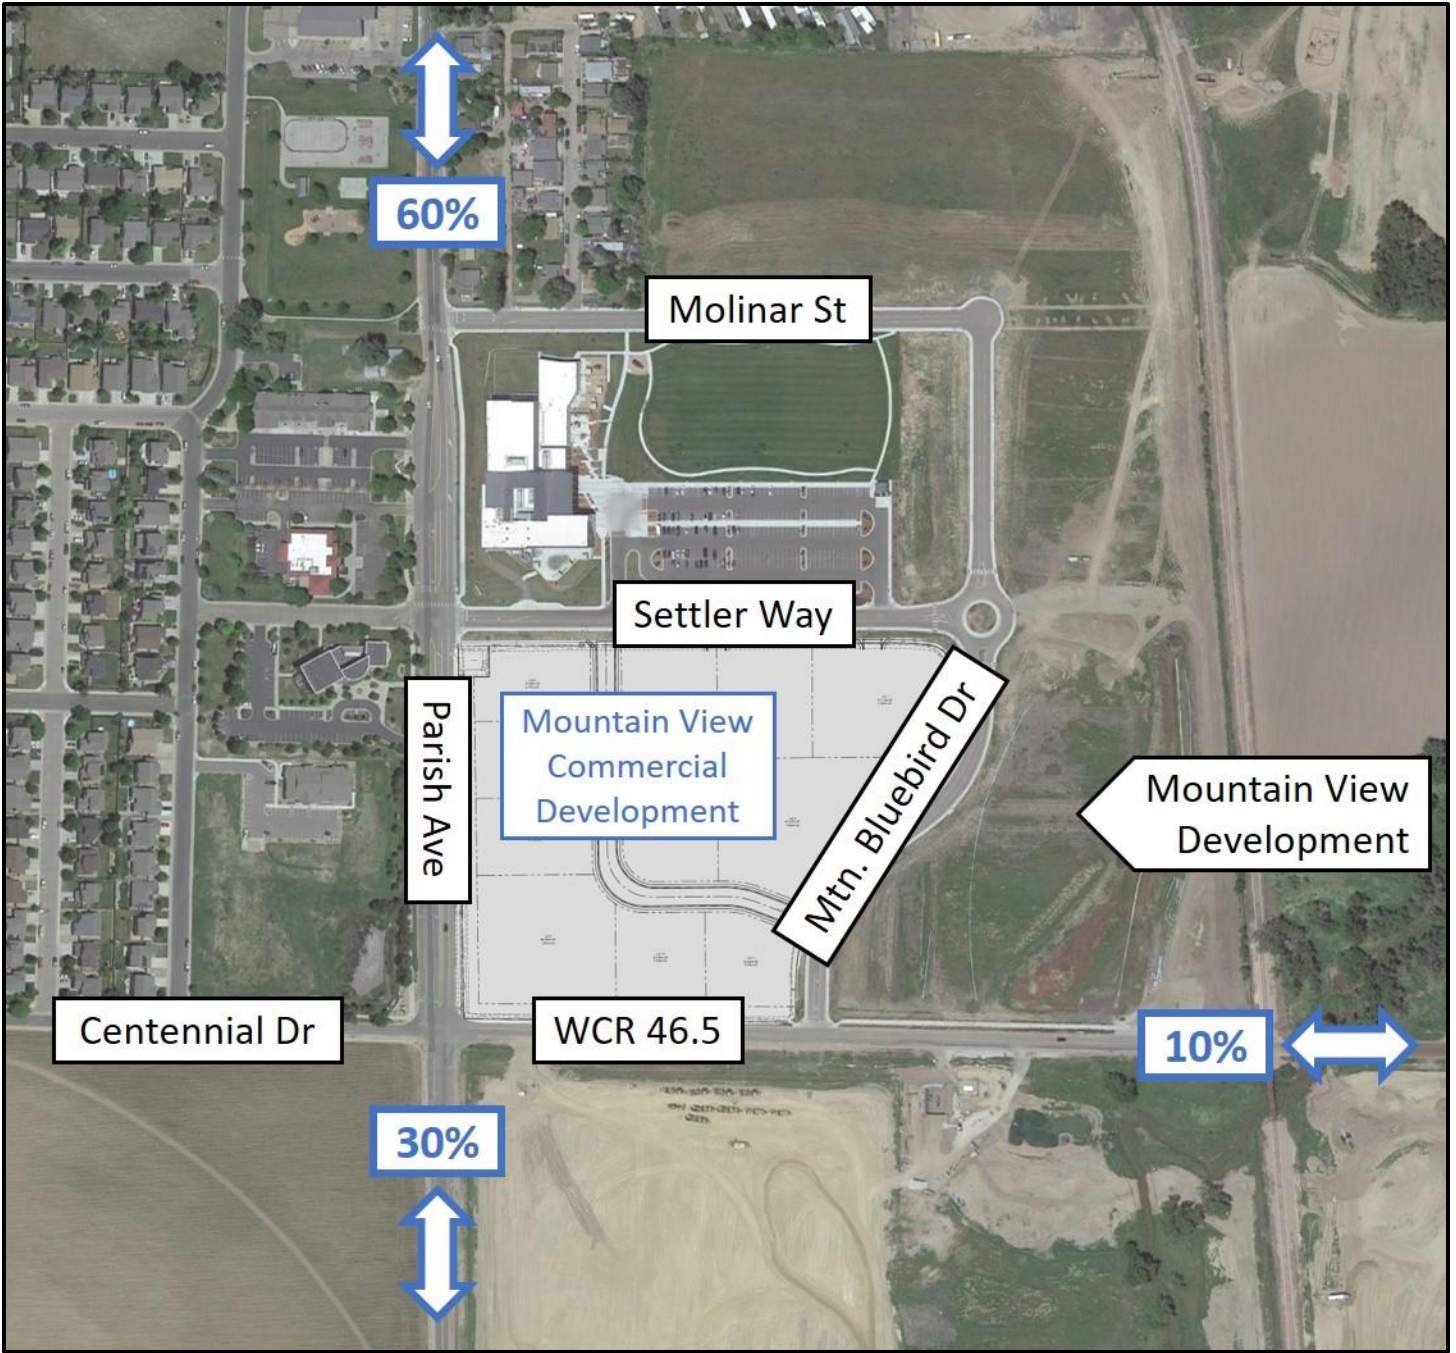 60%
Molinar St
Settler Way
Parish Ave
Mountain View
Commercial
Development
Mtn. Bluebird Dr
Mountain View
Development
Centennial Dr
WCR 46.5
10%
30%